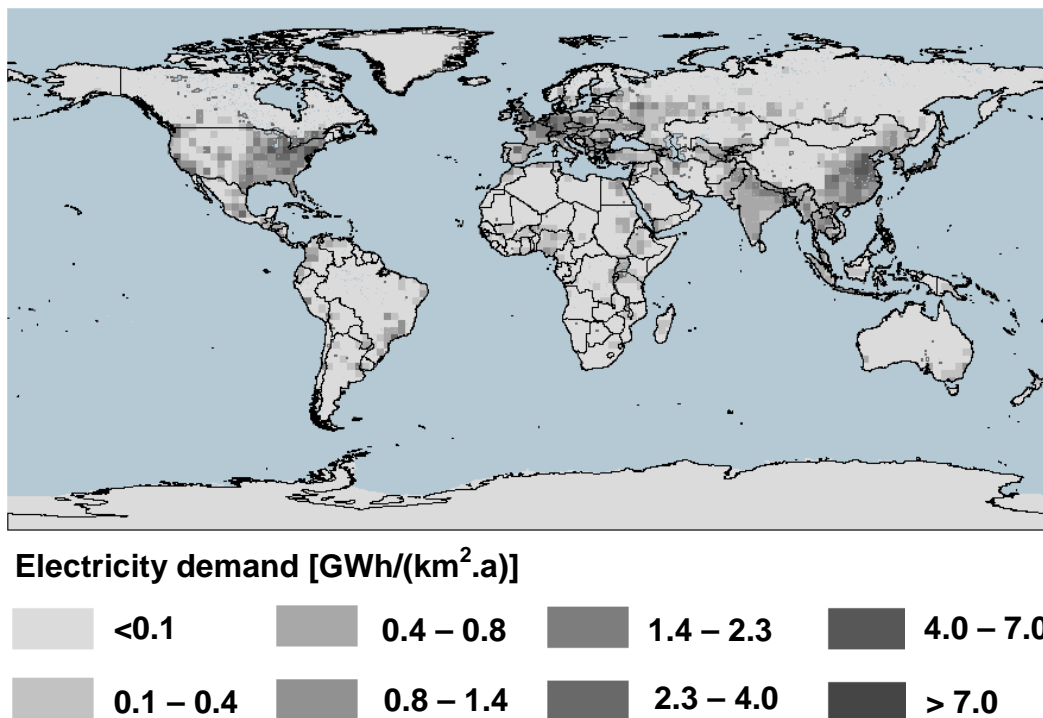 Electricity demand [GWh/(km².a)]
<0.1
0.4 – 0.8
1.4 – 2.3
4.0 – 7.0
0.1 – 0.4
0.8 – 1.4
2.3 – 4.0
> 7.0